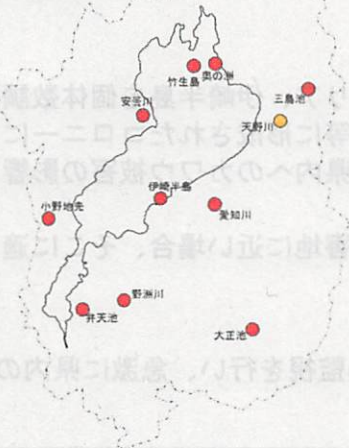 竹生島
奥の洲
三島池
安曇川
天野川
伊崎半島
愛知川
小野地先
野洲川
弁天池
大正池